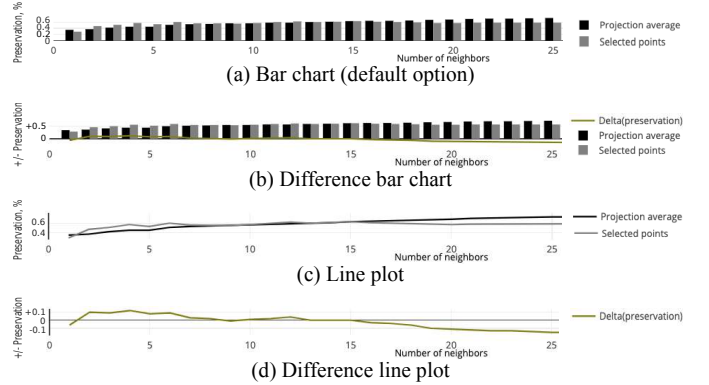 Preservation, %
0.6
0.4
0.2
0
0 5 10 15 20 25
Number of neighbors
Projection average
Selected points
(a) Bar chart (default option)
+/- Preservation
+0.5
0
0 5 10 15 20 25
Number of neighbors
Delta(preservation)
Projection average
Selected points
(b) Difference bar chart
Preservation, %
0.6
0.4
0 5 10 15 20 25
Number of neighbors
Projection average
Selected points
(c) Line plot
+/- Preservation
+0.1
0
-0.1
0 5 10 15 20 25
Number of neighbors
Delta(preservation)
(d) Difference line plot